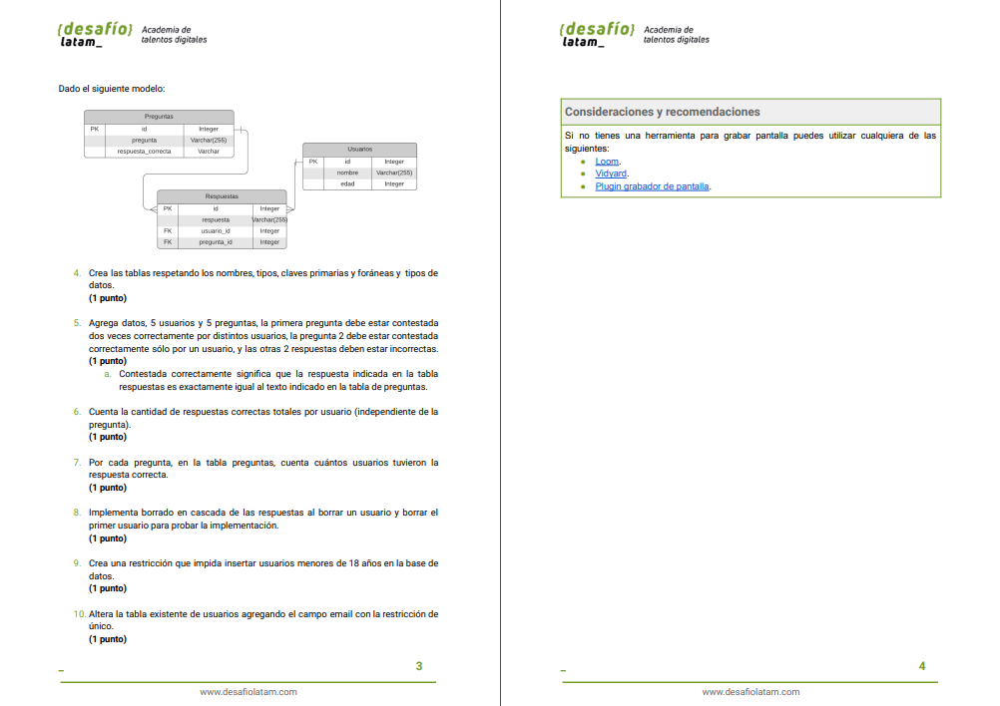 {desafío}
latam_
Academia de
talentos digitales
Dado el siguiente modelo:
Preguntas
PK id Integer
pregunta Varchar(255)
respuesta_correcta Varchar
Usuarios
PK id Integer
nombre Varchar(255)
edad Integer
Respuestas
PK id Integer
respuesta Varchar(255)
FK usuario_id Integer
FK pregunta_id Integer
4. Crea las tablas respetando los nombres, tipos, claves primarias y foráneas y tipos de
datos.
(1 punto)
5. Agrega datos, 5 usuarios y 5 preguntas, la primera pregunta debe estar contestada
dos veces correctamente por distintos usuarios, la pregunta 2 debe estar contestada
correctamente sólo por un usuario, y las otras 2 respuestas deben estar incorrectas.
(1 punto)
a. Contestada correctamente significa que la respuesta indicada en la tabla
respuestas es exactamente igual al texto indicado en la tabla de preguntas.
6. Cuenta la cantidad de respuestas correctas totales por usuario (independiente de la
pregunta).
(1 punto)
7. Por cada pregunta, en la tabla preguntas, cuenta cuántos usuarios tuvieron la
respuesta correcta.
(1 punto)
8. Implementa borrado en cascada de las respuestas al borrar un usuario y borrar el
primer usuario para probar la implementación.
(1 punto)
9. Crea una restricción que impida insertar usuarios menores de 18 años en la base de
datos.
(1 punto)
10. Altera la tabla existente de usuarios agregando el campo email con la restricción de
único.
(1 punto)
_ 3
www.desafiolatam.com
{desafío}
latam_
Academia de
talentos digitales
Consideraciones y recomendaciones
Si no tienes una herramienta para grabar pantalla puedes utilizar cualquiera de las
siguientes:
● Loom.
● Vidyard.
● Plugin grabador de pantalla.
_ 4
www.desafiolatam.com